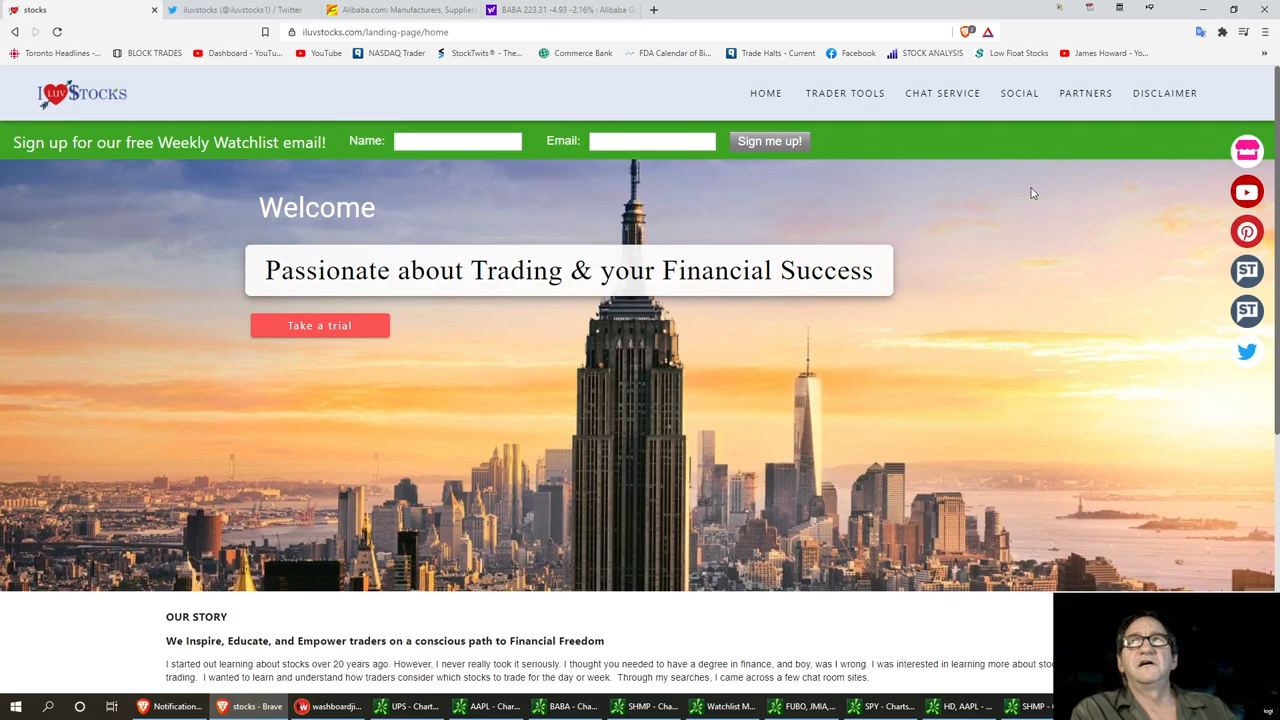 stocks
iluvstocks (@iluvstocks1) / Twitter
Alibaba.com: Manufacturers, Supplier
BABA 223.31 -4.93 -2.16% : Alibaba G
iluvstocks.com/landing-page/home
Toronto Headlines -...
BLOCK TRADES
Dashboard - YouTu...
YouTube
NASDAQ Trader
StockTwits® - The...
Commerce Bank
FDA Calendar of Bi...
Trade Halts - Current
Facebook
STOCK ANALYSIS
Low Float Stocks
James Howard - Yo...
I LUV $TOCKS
HOME
TRADER TOOLS
CHAT SERVICE
SOCIAL
PARTNERS
DISCLAIMER
Sign up for our free Weekly Watchlist email!
Name:
Email:
Sign me up!
Welcome
Passionate about Trading & your Financial Success
Take a trial
ST
ST
OUR STORY
We Inspire, Educate, and Empower traders on a conscious path to Financial Freedom
I started out learning about stocks over 20 years ago. However, I never really took it seriously. I thought you needed to have a degree in finance, and boy, was I wrong. I was interested in learning more about sto
trading. I wanted to learn and understand how traders consider which stocks to trade for the day or week. Through my searches, I came across a few chat room sites.
Notification...
stocks - Brave
washboardji...
UPS - Chart...
AAPL - Char...
BABA - Char...
SHMP - Cha...
Watchlist M...
FUBO, JMIA,...
SPY - Charts...
HD, AAPL - ...
SHMP -
logi